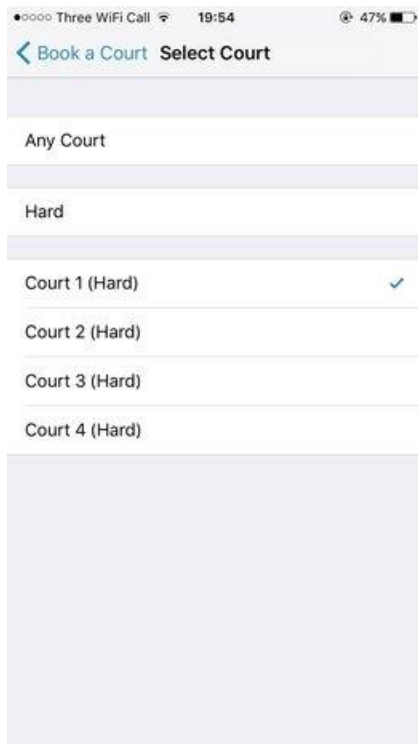 Three WiFi Call 19:54 47%
Book a Court Select Court
Any Court
Hard
Court 1 (Hard)
Court 2 (Hard)
Court 3 (Hard)
Court 4 (Hard)